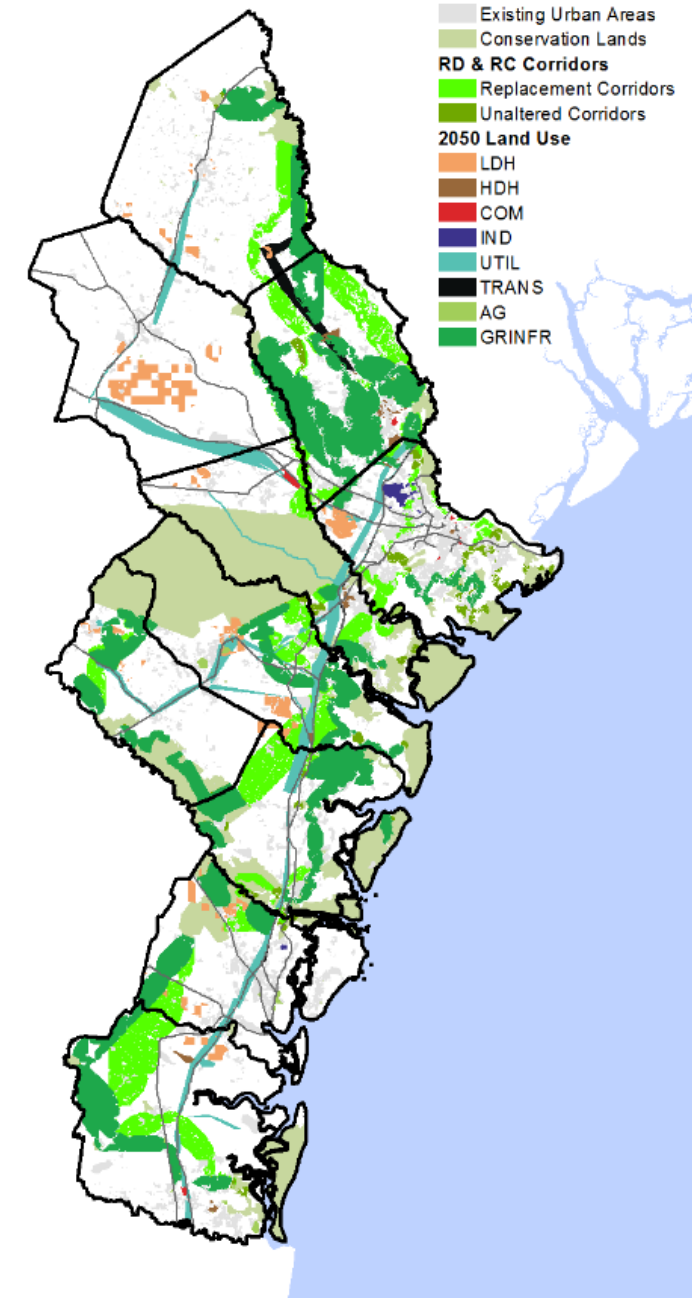 Existing Urban Areas
Conservation Lands
RD & RC Corridors
Replacement Corridors
Unaltered Corridors
2050 Land Use
LDH
HDH
COM
IND
UTIL
TRANS
AG
GRINFR